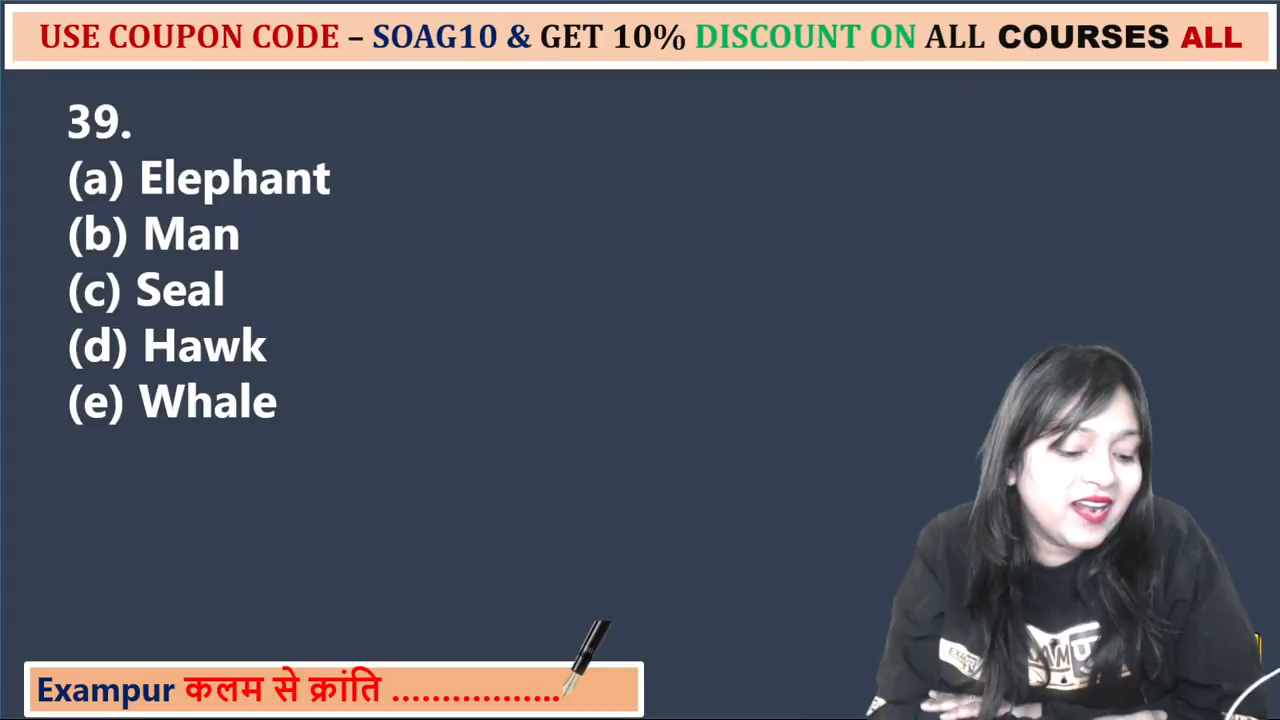 USE COUPON CODE – SOAG10 & GET 10% DISCOUNT ON ALL COURSES ALL
39.
(a) Elephant
(b) Man
(c) Seal
(d) Hawk
(e) Whale
Exampur कलम से क्रांति .................